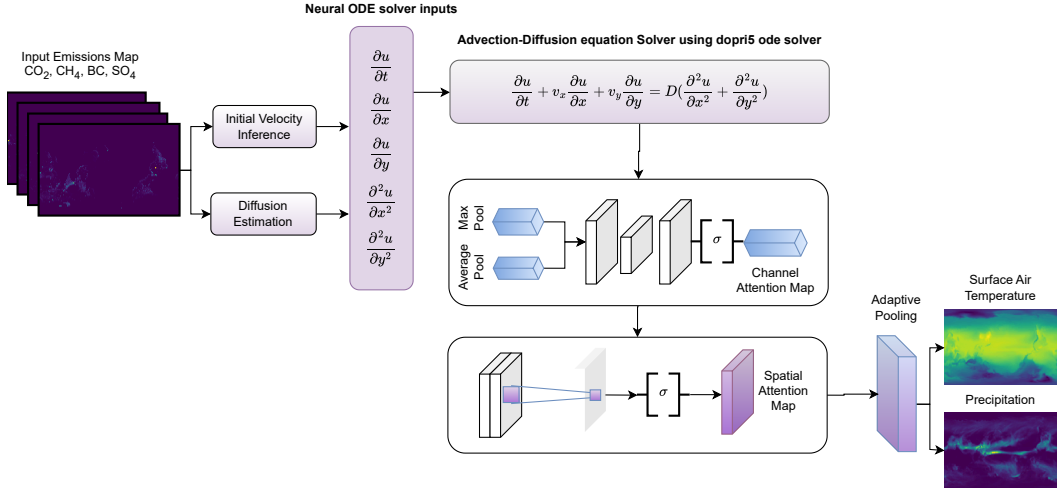 Neural ODE solver inputs
Input Emissions Map
CO₂, CH₄, BC, SO₄
Initial Velocity
Inference
Diffusion
Estimation
∂u/∂t
∂u/∂x
∂u/∂y
∂²u/∂x²
∂²u/∂y²
Advection-Diffusion equation Solver using dopri5 ode solver
∂u/∂t + vₓ ∂u/∂x + v_y ∂u/∂y = D(∂²u/∂x² + ∂²u/∂y²)
Max
Pool
Average
Pool
σ
Channel
Attention Map
σ
Spatial
Attention
Map
Adaptive
Pooling
Surface Air
Temperature
Precipitation